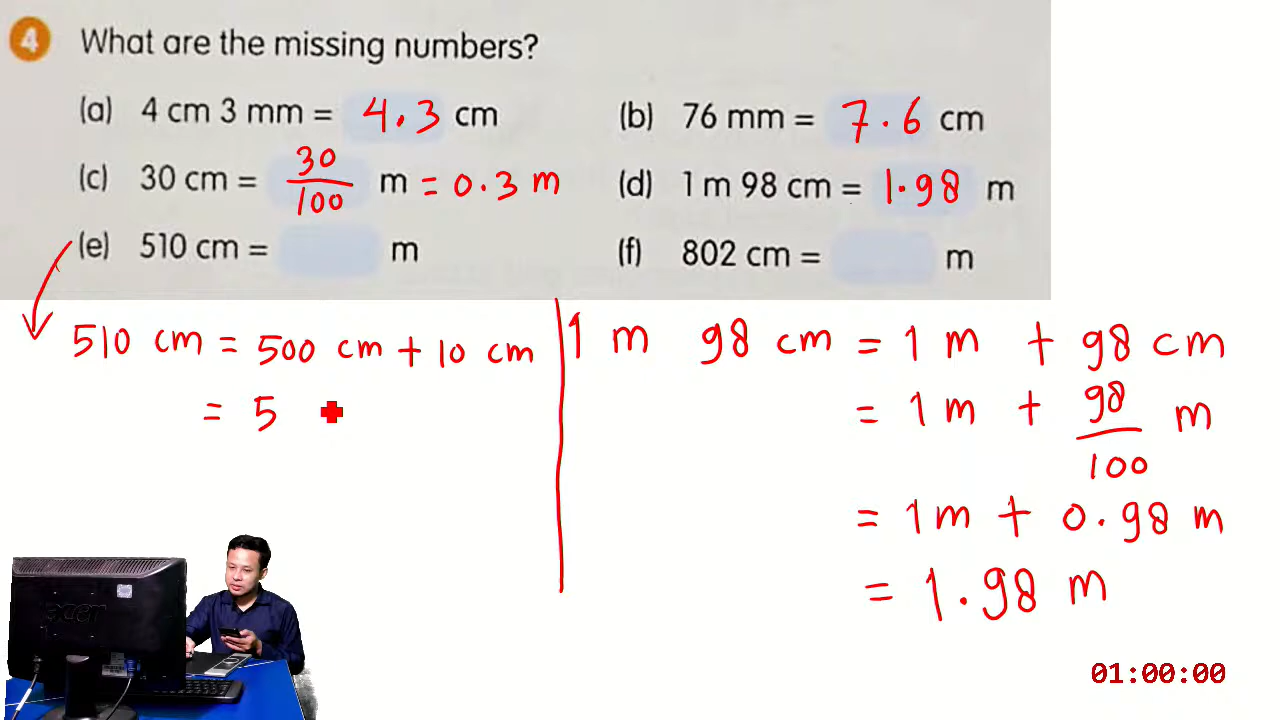 4 What are the missing numbers?
(a) 4 cm 3 mm = 4.3 cm
(b) 76 mm = 7.6 cm
(c) 30 cm = 30/100 m = 0.3 m
(d) 1 m 98 cm = 1.98 m
(e) 510 cm = m
(f) 802 cm = m
510 cm = 500 cm + 10 cm
= 5
1 m 98 cm = 1 m + 98 cm
= 1 m + 98/100 m
= 1 m + 0.98 m
= 1.98 m
acer
01:00:00